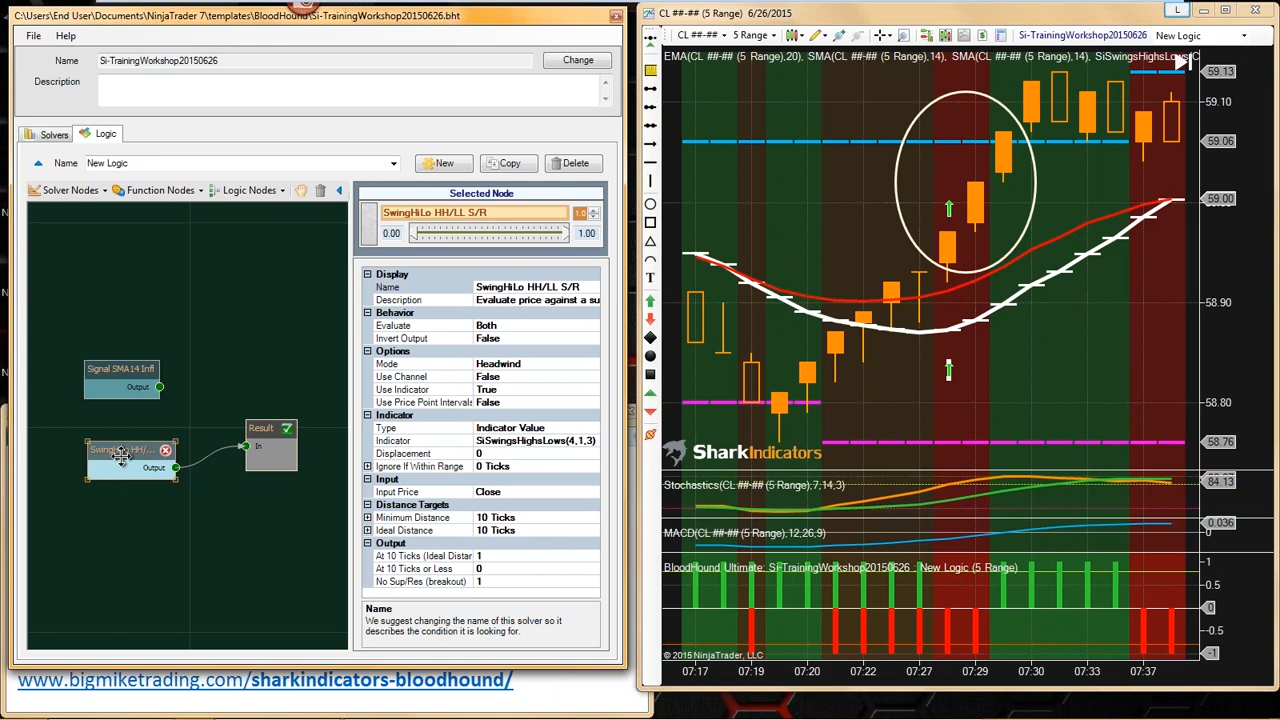 C:\Users\End User\Documents\NinjaTrader 7\templates\BloodHound\Si-TrainingWorkshop20150626.bht
File Help
Name Si-TrainingWorkshop20150626 Change
Description
Solvers Logic
Name New Logic New Copy Delete
Solver Nodes Function Nodes Logic Nodes
Selected Node
SwingHiLo HH/LL S/R 1.0
0.00 1.00
Display
Name SwingHiLo HH/LL S/R
Description Evaluate price against a su
Behavior
Evaluate Both
Invert Output False
Options
Mode Headwind
Use Channel False
Use Indicator True
Use Price Point Intervals False
Indicator
Type Indicator Value
Indicator SiSwingsHighsLows(4,1,3)
Displacement 0
Ignore If Within Range 0 Ticks
Input
Input Price Close
Distance Targets
Minimum Distance 10 Ticks
Ideal Distance 10 Ticks
Output
At 10 Ticks (Ideal Distar 1
At 10 Ticks or Less 0
No Sup/Res (breakout) 1
Name
We suggest changing the name of this solver so it
describes the condition it is looking for.
Signal SMA14 Infl
Output
Result
In
Output
www.bigmiketrading.com/sharkindicators-bloodhound/
CL ##-## (5 Range) 6/26/2015
L
CL ##-## 5 Range $ Si-TrainingWorkshop20150626 New Logic
T
EMA(CL ##-## (5 Range),20), SMA(CL ##-## (5 Range),14), SMA(CL ##-## (5 Range),14), SiSwingsHighsLows(C
59.13
59.10
59.06
59.00
58.90
58.80
58.76
SharkIndicators
Stochastics(CL ##-## (5 Range),7,14,3)
84.13
MACD(CL ##-## (5 Range),12,26,9)
0.036
0
BloodHound Ultimate: Si-TrainingWorkshop20150626 : New Logic (5 Range)
1
0.5
0
-0.5
-1
© 2015 NinjaTrader, LLC
07:17 07:19 07:20 07:22 07:27 07:29 07:30 07:33 07:37